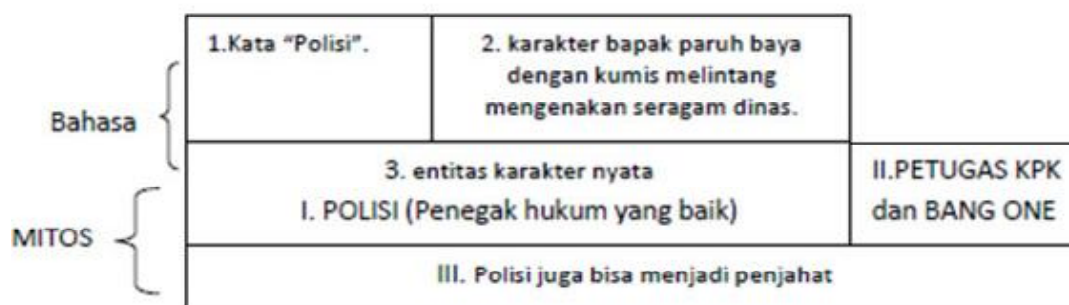 1.Kata "Polisi".
2. karakter bapak paruh baya
dengan kumis melintang
mengenakan seragam dinas.
Bahasa
3. entitas karakter nyata
I. POLISI (Penegak hukum yang baik)
II.PETUGAS KPK
dan BANG ONE
MITOS
III. Polisi juga bisa menjadi penjahat